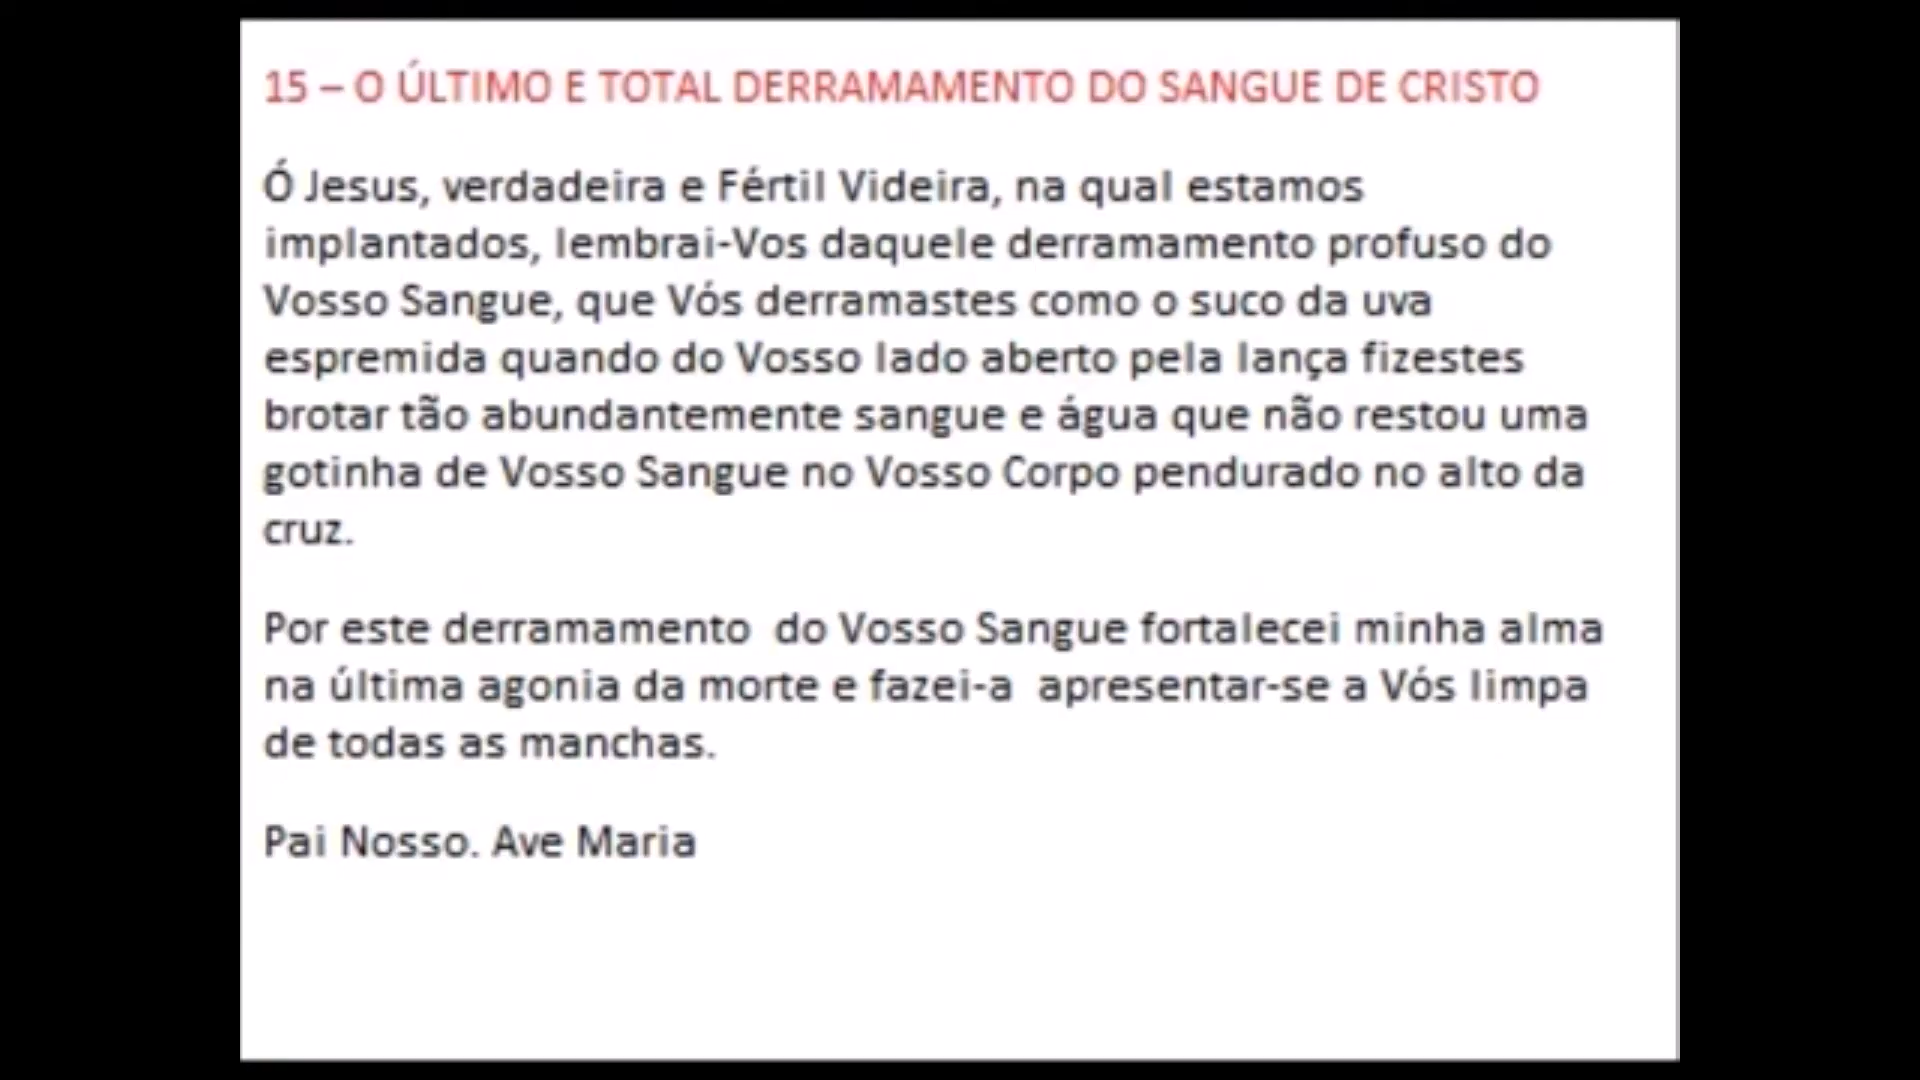 15 – O ÚLTIMO E TOTAL DERRAMAMENTO DO SANGUE DE CRISTO
Ó Jesus, verdadeira e Fértil Videira, na qual estamos
implantados, lembrai-Vos daquele derramamento profuso do
Vosso Sangue, que Vós derramastes como o suco da uva
espremida quando do Vosso lado aberto pela lança fizestes
brotar tão abundantemente sangue e água que não restou uma
gotinha de Vosso Sangue no Vosso Corpo pendurado no alto da
cruz.
Por este derramamento do Vosso Sangue fortalecei minha alma
na última agonia da morte e fazei-a apresentar-se a Vós limpa
de todas as manchas.
Pai Nosso. Ave Maria